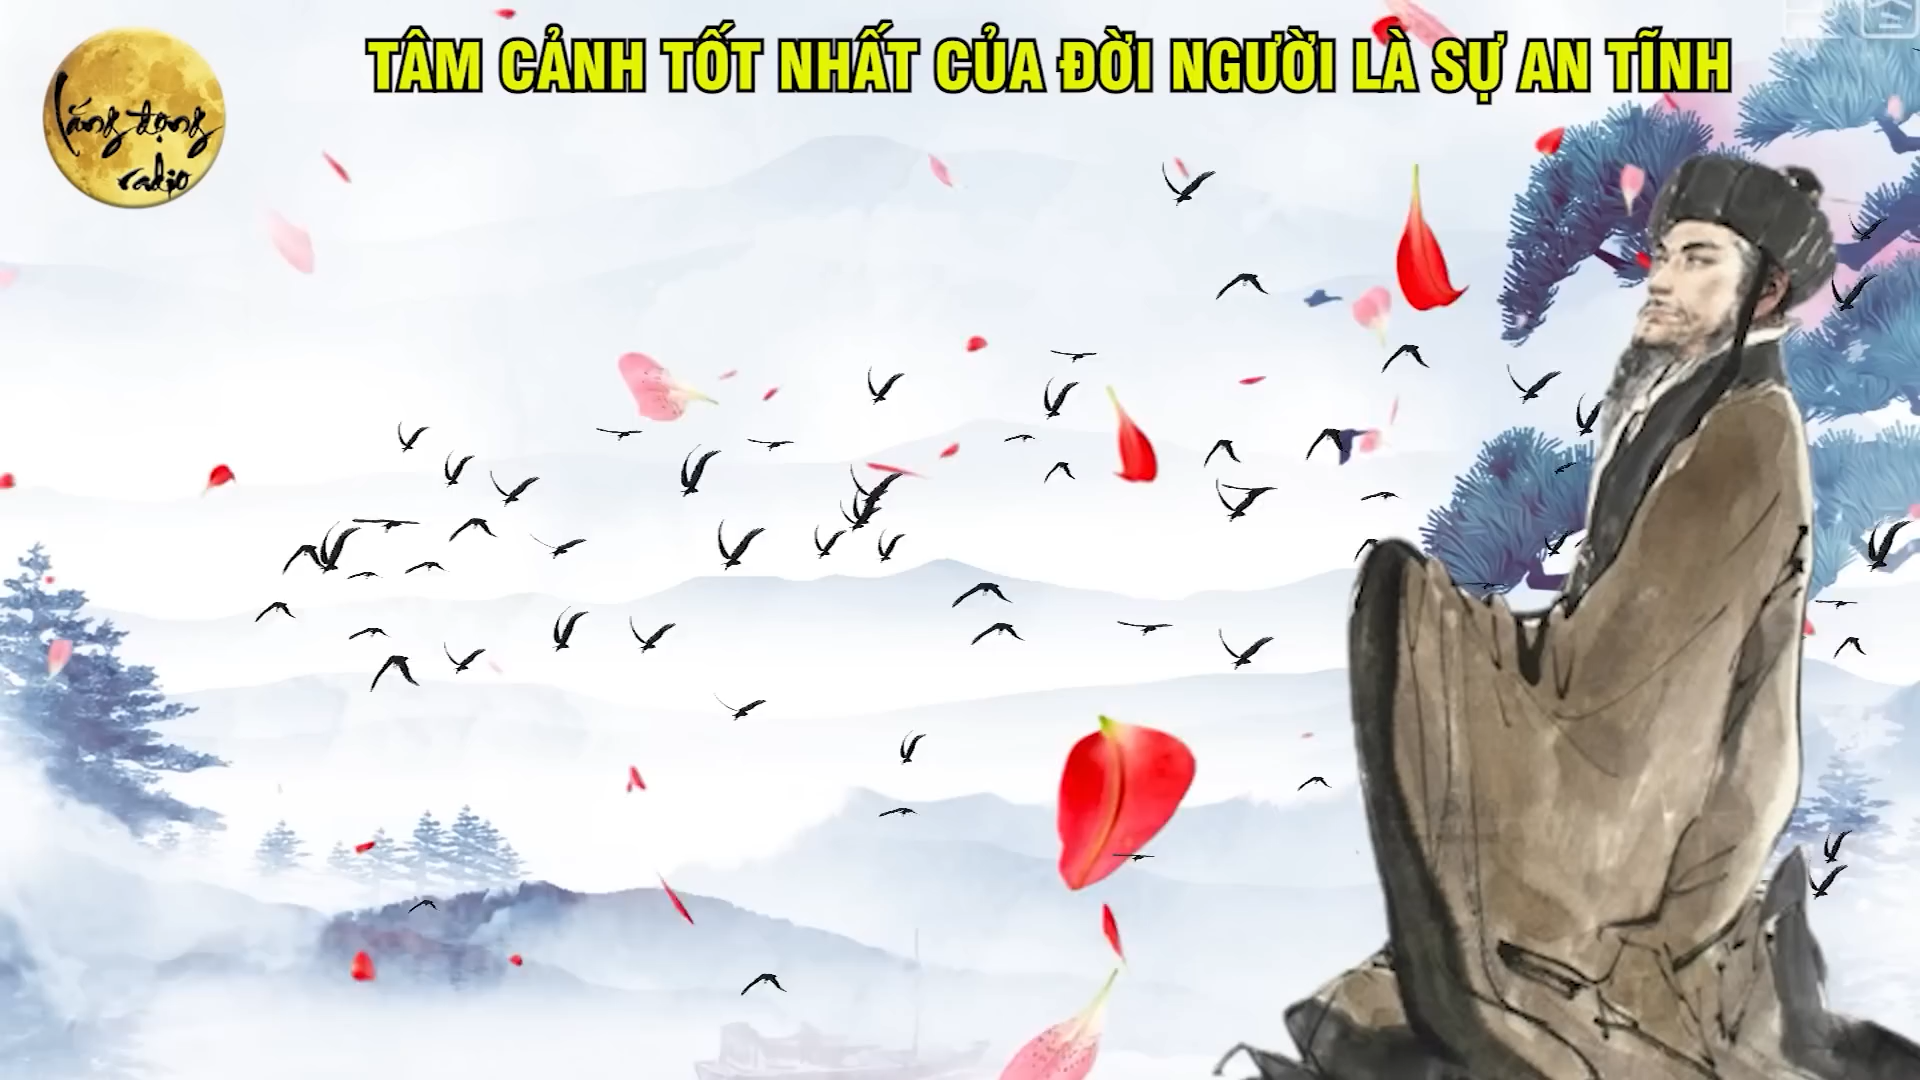 TÂM CẢNH TỐT NHẤT CỦA ĐỜI NGƯỜI LÀ SỰ AN TĨNH
lắng đọng
radio